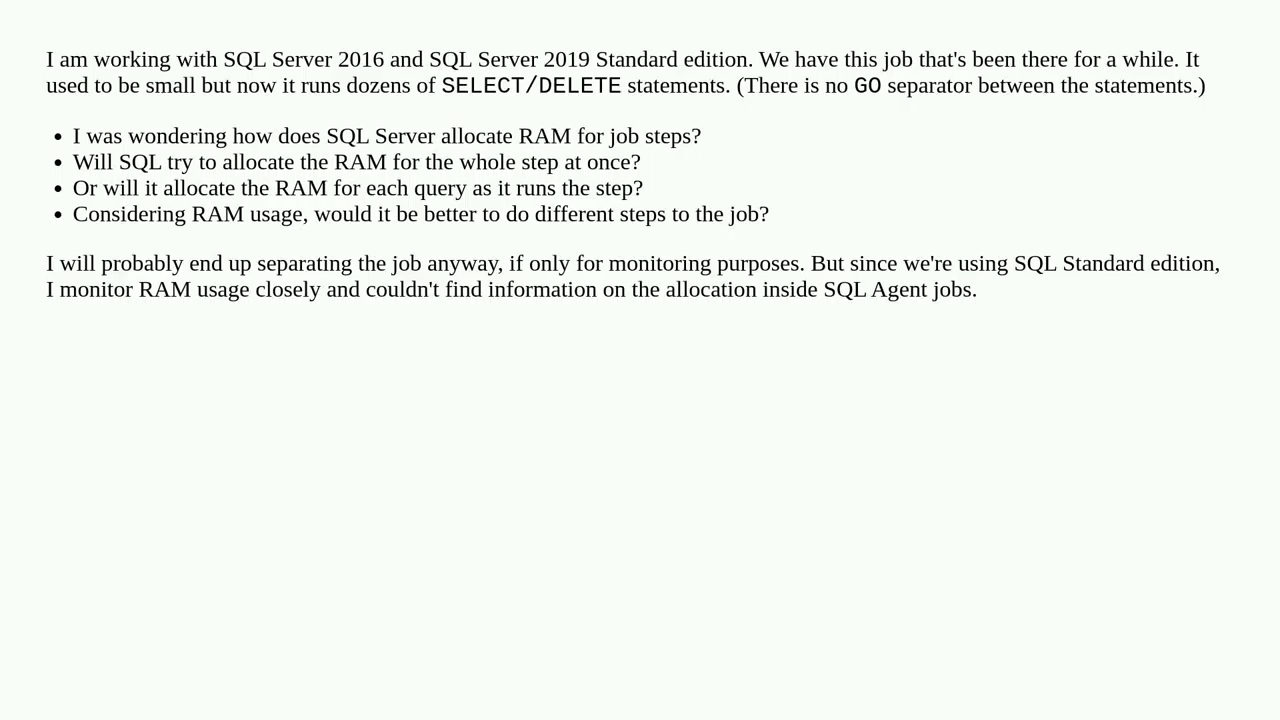 I am working with SQL Server 2016 and SQL Server 2019 Standard edition. We have this job that's been there for a while. It
used to be small but now it runs dozens of SELECT/DELETE statements. (There is no GO separator between the statements.)
• I was wondering how does SQL Server allocate RAM for job steps?
• Will SQL try to allocate the RAM for the whole step at once?
• Or will it allocate the RAM for each query as it runs the step?
• Considering RAM usage, would it be better to do different steps to the job?
I will probably end up separating the job anyway, if only for monitoring purposes. But since we're using SQL Standard edition,
I monitor RAM usage closely and couldn't find information on the allocation inside SQL Agent jobs.